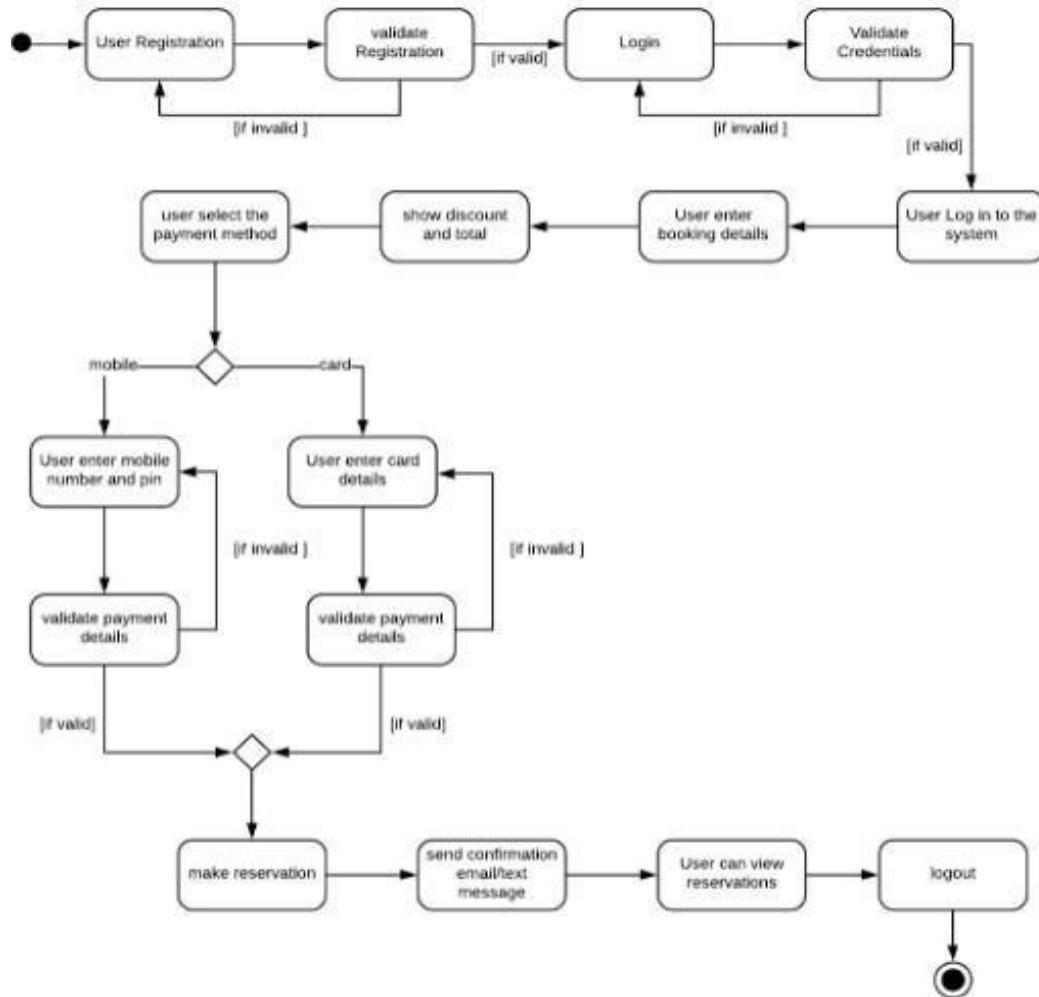 User Registration
validate
Registration
[if valid]
Login
Validate
Credentials
[if invalid ]
[if invalid ]
[if valid]
user select the
payment method
show discount
and total
User enter
booking details
User Log in to the
system
mobile
card
User enter mobile
number and pin
User enter card
details
[if invalid ]
[if invalid ]
validate payment
details
validate payment
details
[if valid]
[if valid]
make reservation
send confirmation
email/text
message
User can view
reservations
logout